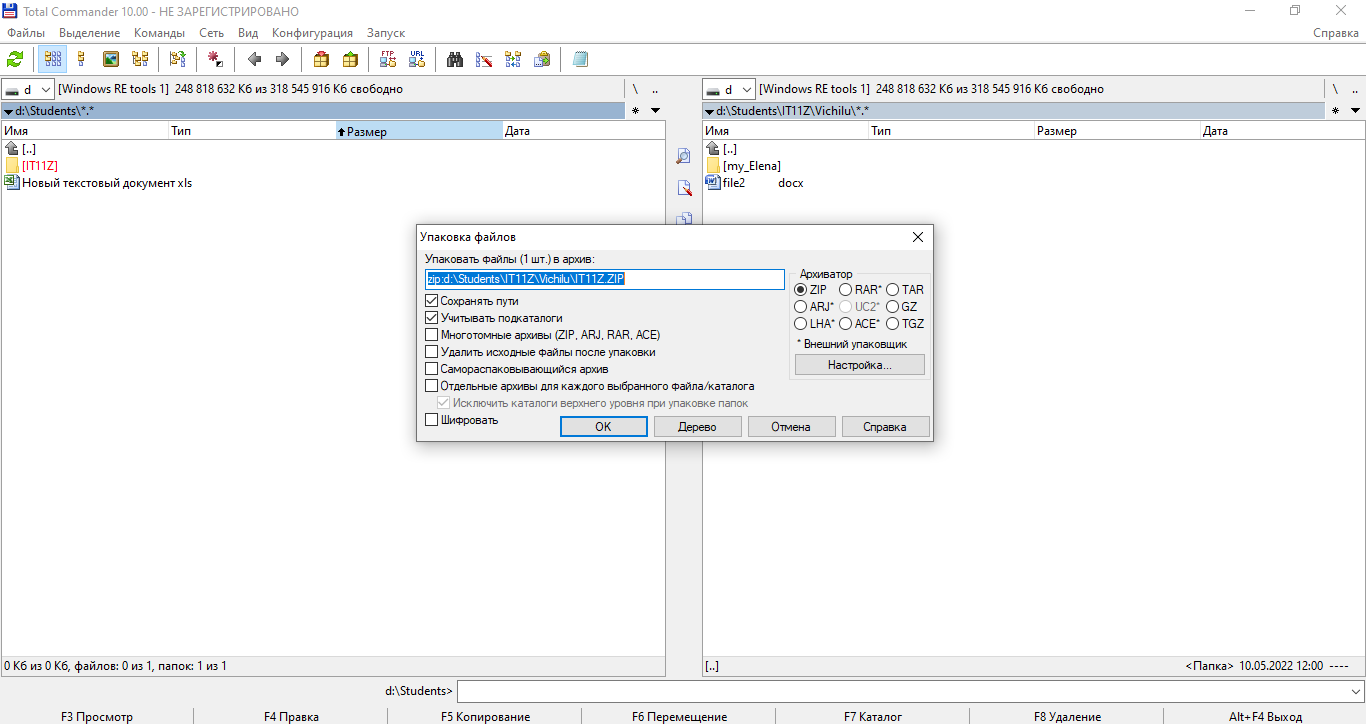 Total Commander 10.00 - НЕ ЗАРЕГИСТРИРОВАНО
Файлы Выделение Команды Сеть Вид Конфигурация Запуск Справка
FTP URL
d [Windows RE tools 1] 248 818 632 Кб из 318 545 916 Кб свободно \ ..
d [Windows RE tools 1] 248 818 632 Кб из 318 545 916 Кб свободно \ ..
d:\Students\*.* *
d:\Students\IT11Z\Vichilu\*.* *
Имя Тип Размер Дата
Имя Тип Размер Дата
[..]
[IT11Z]
Новый текстовый документ xls
[..]
[my_Elena]
file2 docx
Упаковка файлов
Упаковать файлы (1 шт.) в архив:
zip:d:\Students\IT11Z\Vichilu\IT11Z.ZIP
Сохранять пути
Учитывать подкаталоги
Многотомные архивы (ZIP, ARJ, RAR, ACE)
Удалить исходные файлы после упаковки
Самораспаковывающийся архив
Отдельные архивы для каждого выбранного файла/каталога
Исключить каталоги верхнего уровня при упаковке папок
Шифровать
Архиватор
ZIP RAR* TAR
ARJ* UC2* GZ
LHA* ACE* TGZ
* Внешний упаковщик
Настройка...
OK Дерево Отмена Справка
0 Кб из 0 Кб, файлов: 0 из 1, папок: 1 из 1
[..] <Папка> 10.05.2022 12:00 ----
d:\Students>
F3 Просмотр F4 Правка F5 Копирование F6 Перемещение F7 Каталог F8 Удаление Alt+F4 Выход